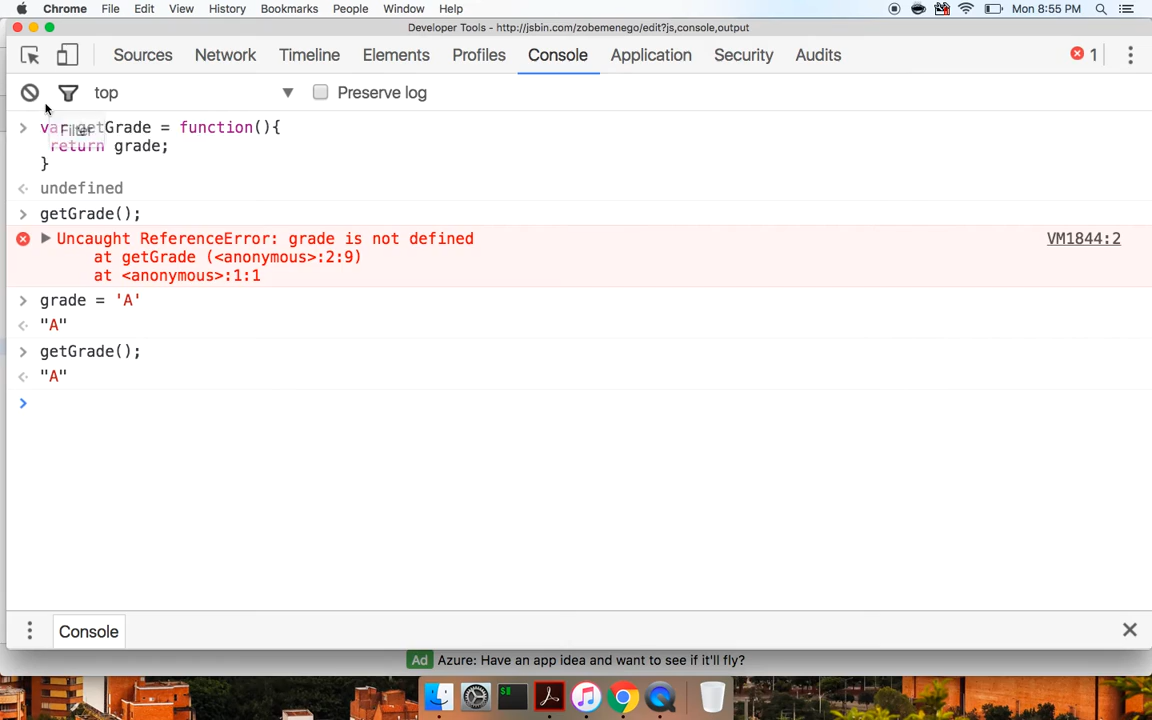 Chrome File Edit View History Bookmarks People Window Help Mon 8:55 PM
Developer Tools - http://jsbin.com/zobemenego/edit?js,console,output
Sources Network Timeline Elements Profiles Console Application Security Audits 1
top Preserve log
Filter
var getGrade = function(){
return grade;
}
undefined
getGrade();
Uncaught ReferenceError: grade is not defined VM1844:2
at getGrade (<anonymous>:2:9)
at <anonymous>:1:1
grade = 'A'
"A"
getGrade();
"A"
Console
Ad Azure: Have an app idea and want to see if it'll fly?